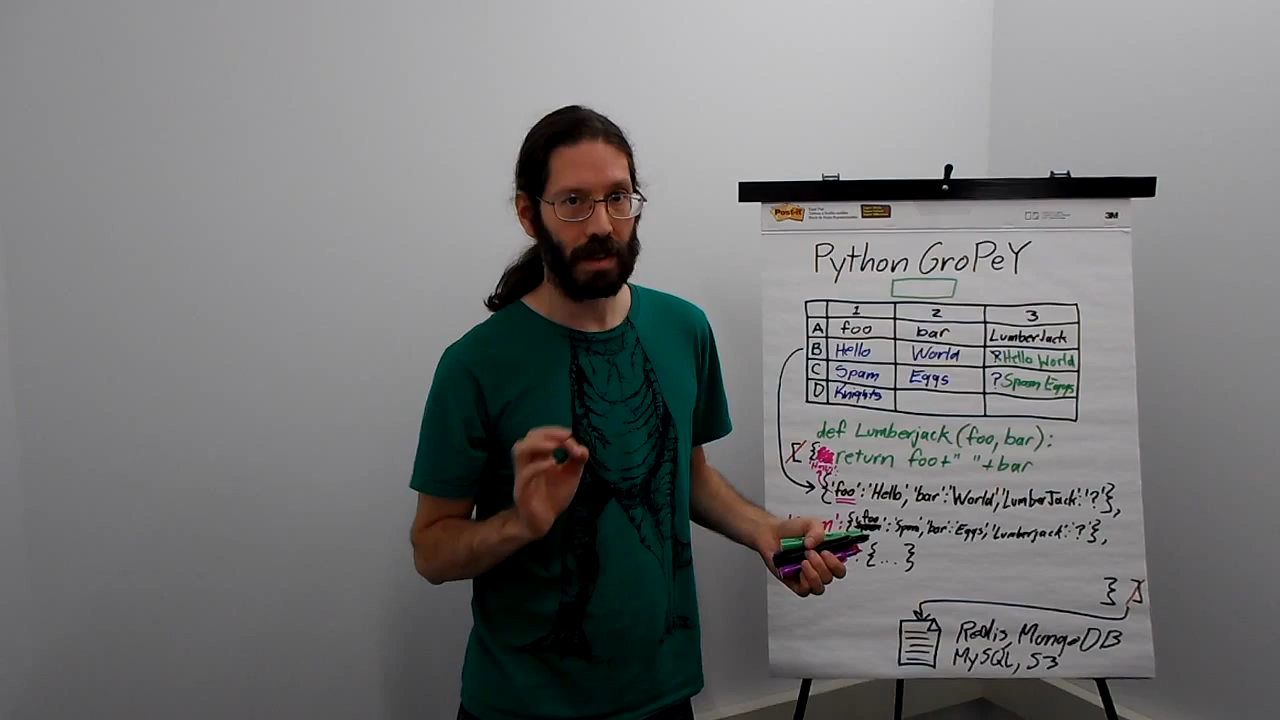 Post-it
3M
Python GroPeY
1 2 3
A foo bar LumberJack
B Hello World ? Hello World
C Spam Eggs ? Spam Eggs
D Knights
def Lumberjack(foo, bar):
[ { return foo+" "+bar
{'foo':'Hello','bar':'World','LumberJack':'?'},
:{'foo':'Spam','bar':'Eggs','Lumberjack':'?'},
:{...}
} ]
Redis, MongoDB
MySQL, S3